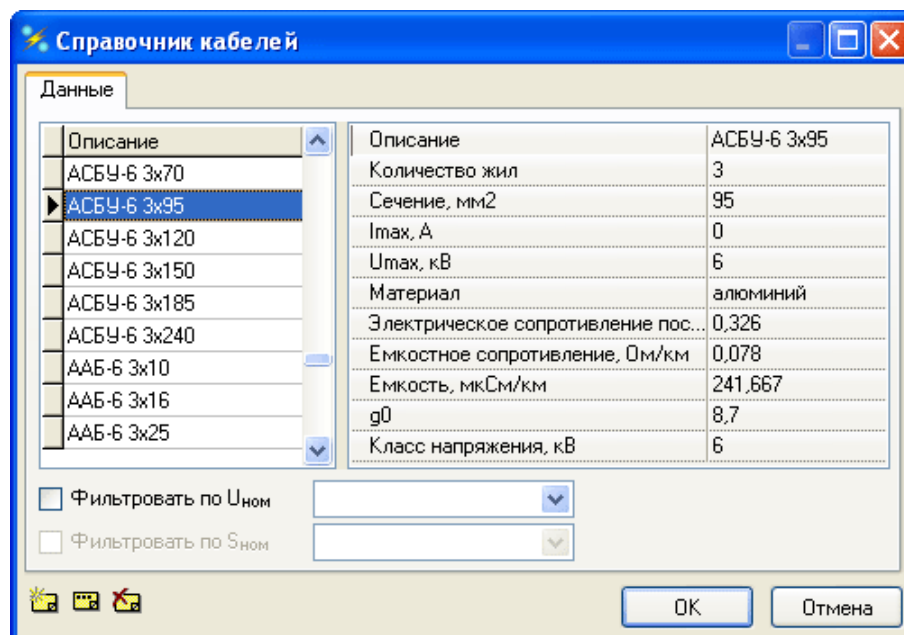 Справочник кабелей
Данные
Описание
АСБУ-6 3х70
АСБУ-6 3х95
АСБУ-6 3х120
АСБУ-6 3х150
АСБУ-6 3х185
АСБУ-6 3х240
ААБ-6 3х10
ААБ-6 3х16
ААБ-6 3х25
Описание АСБУ-6 3х95
Количество жил 3
Сечение, мм2 95
Imax, А 0
Umax, кВ 6
Материал алюминий
Электрическое сопротивление пос... 0,326
Емкостное сопротивление, Ом/км 0,078
Емкость, мкСм/км 241,667
g0 8,7
Класс напряжения, кВ 6
Фильтровать по Uном
Фильтровать по Sном
OK Отмена